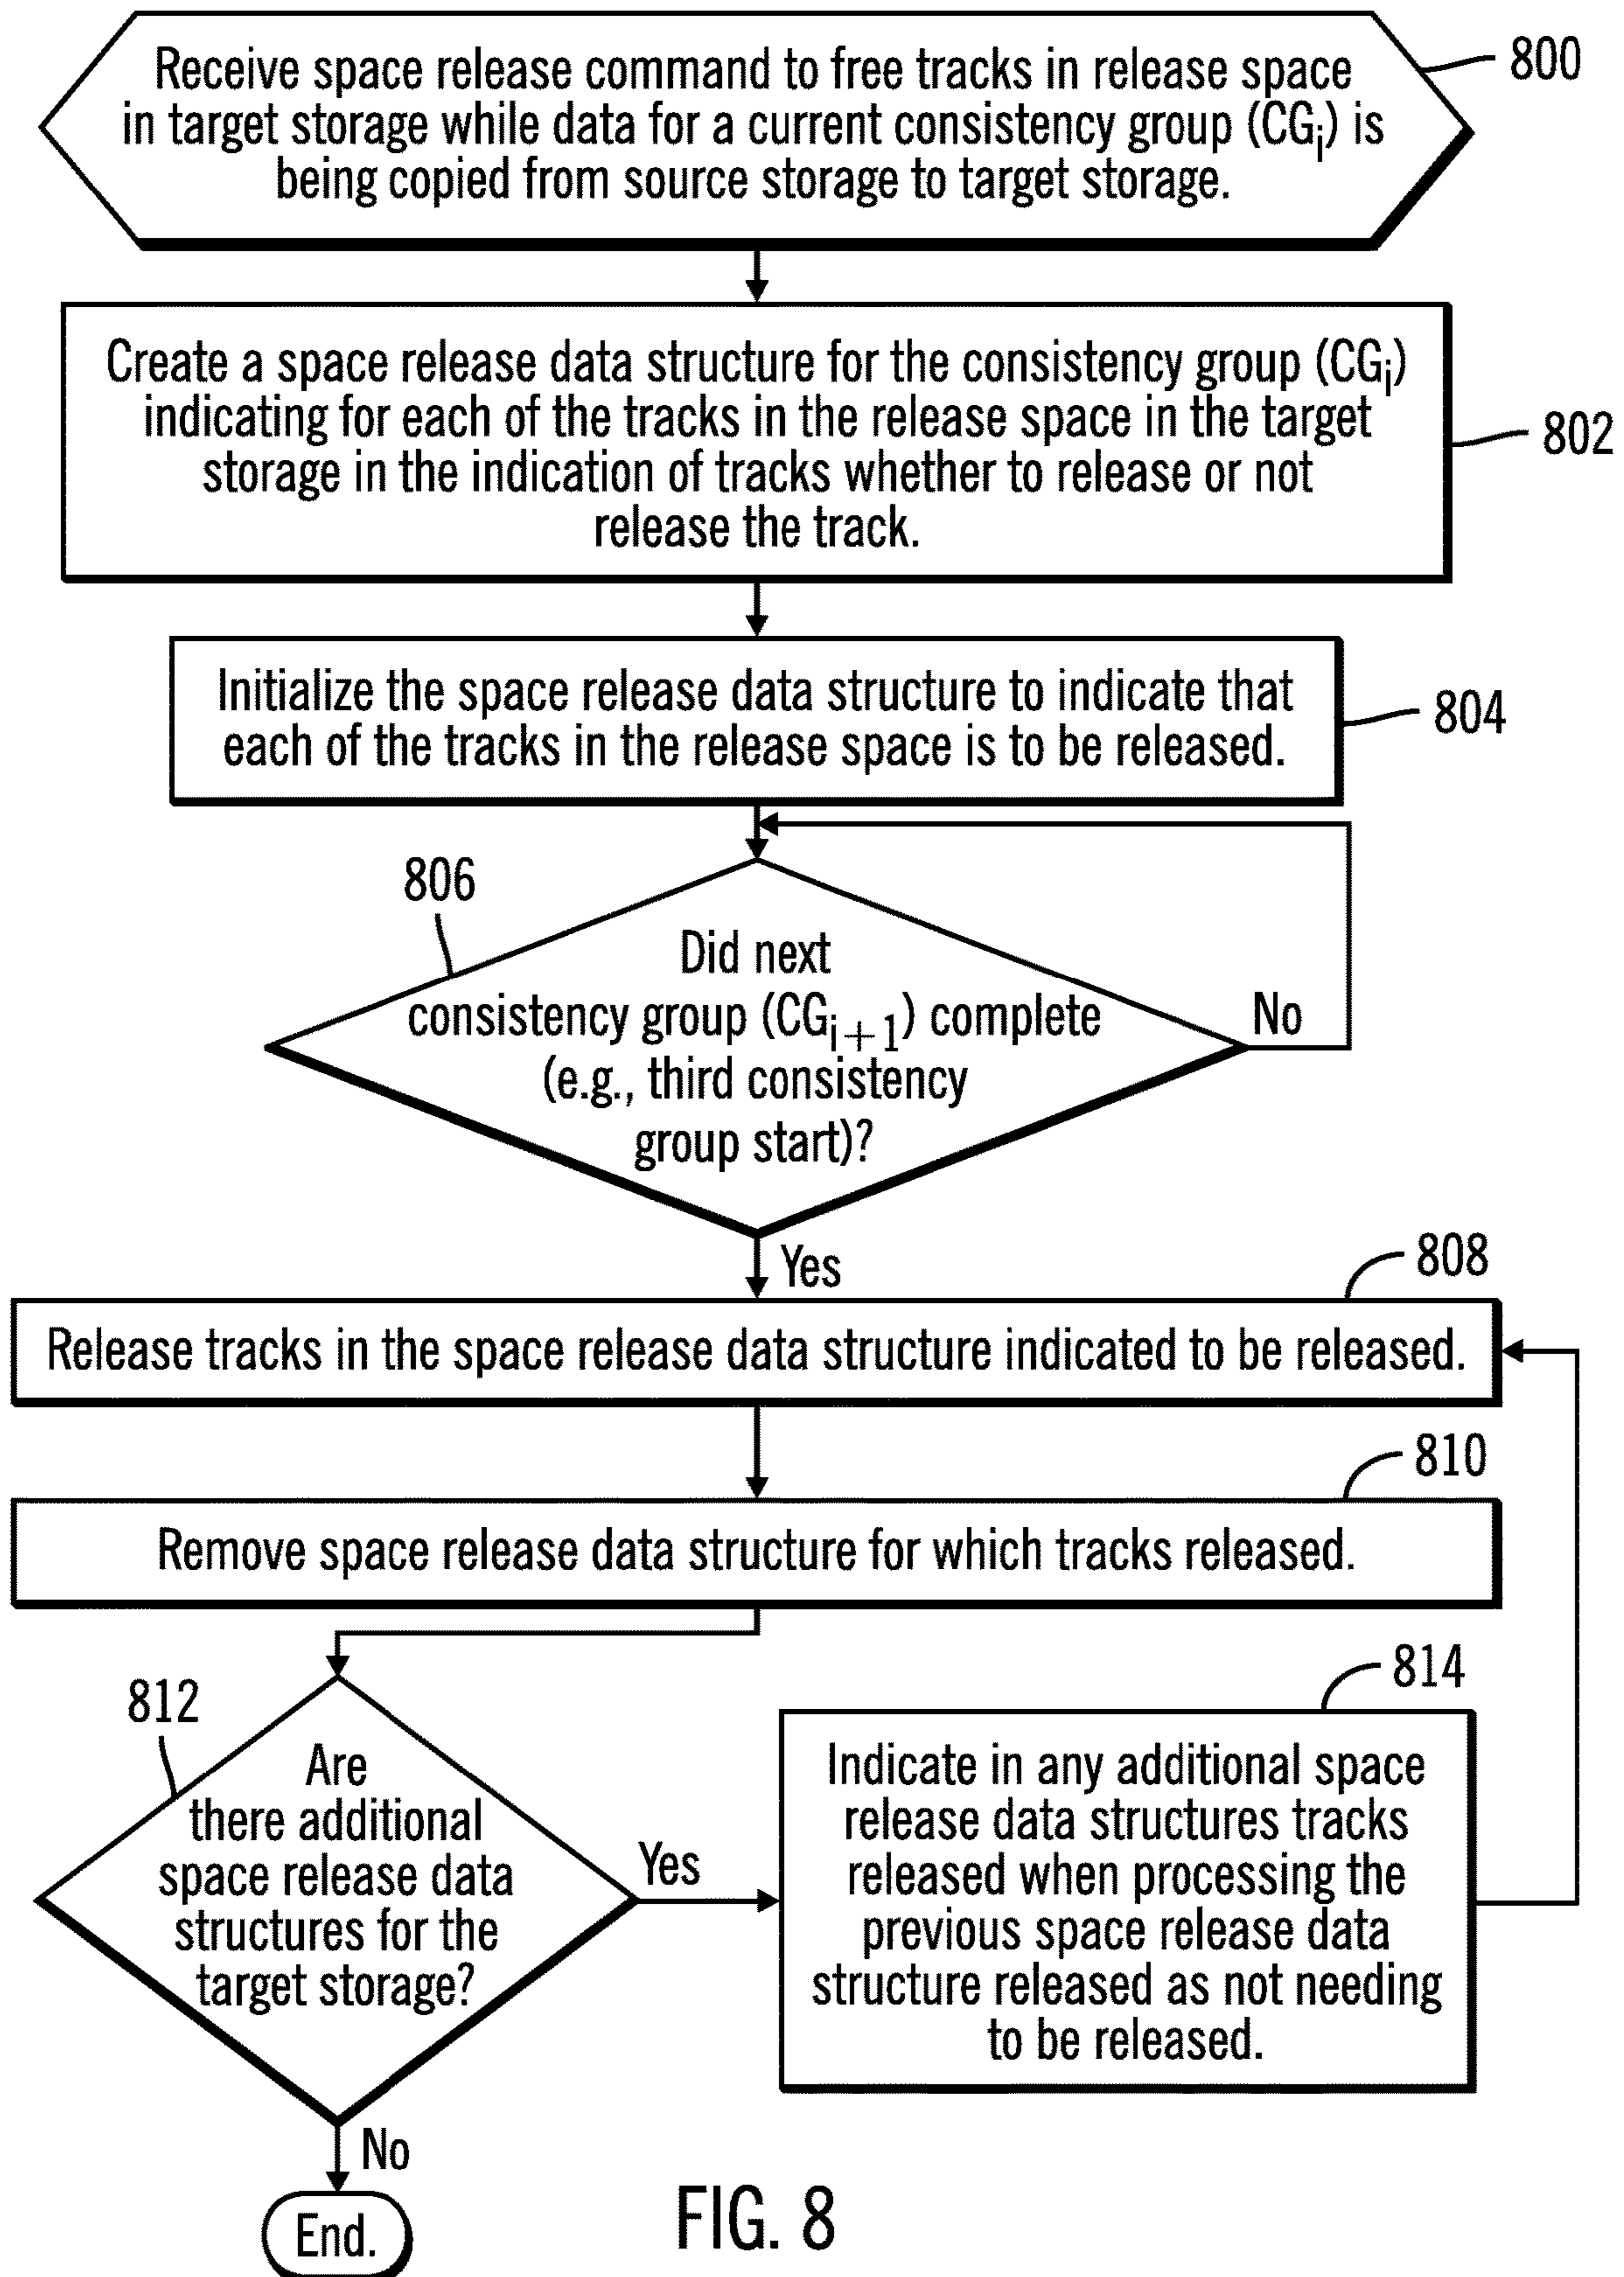 Receive space release command to free tracks in release space
in target storage while data for a current consistency group (CGi) is
being copied from source storage to target storage.
800
Create a space release data structure for the consistency group (CGi)
indicating for each of the tracks in the release space in the target
storage in the indication of tracks whether to release or not
release the track.
802
Initialize the space release data structure to indicate that
each of the tracks in the release space is to be released.
804
806
Did next
consistency group (CGi+1) complete
(e.g., third consistency
group start)?
No
Yes
808
Release tracks in the space release data structure indicated to be released.
810
Remove space release data structure for which tracks released.
812
Are
there additional
space release data
structures for the
target storage?
Yes
814
Indicate in any additional space
release data structures tracks
released when processing the
previous space release data
structure released as not needing
to be released.
No
End.
FIG. 8